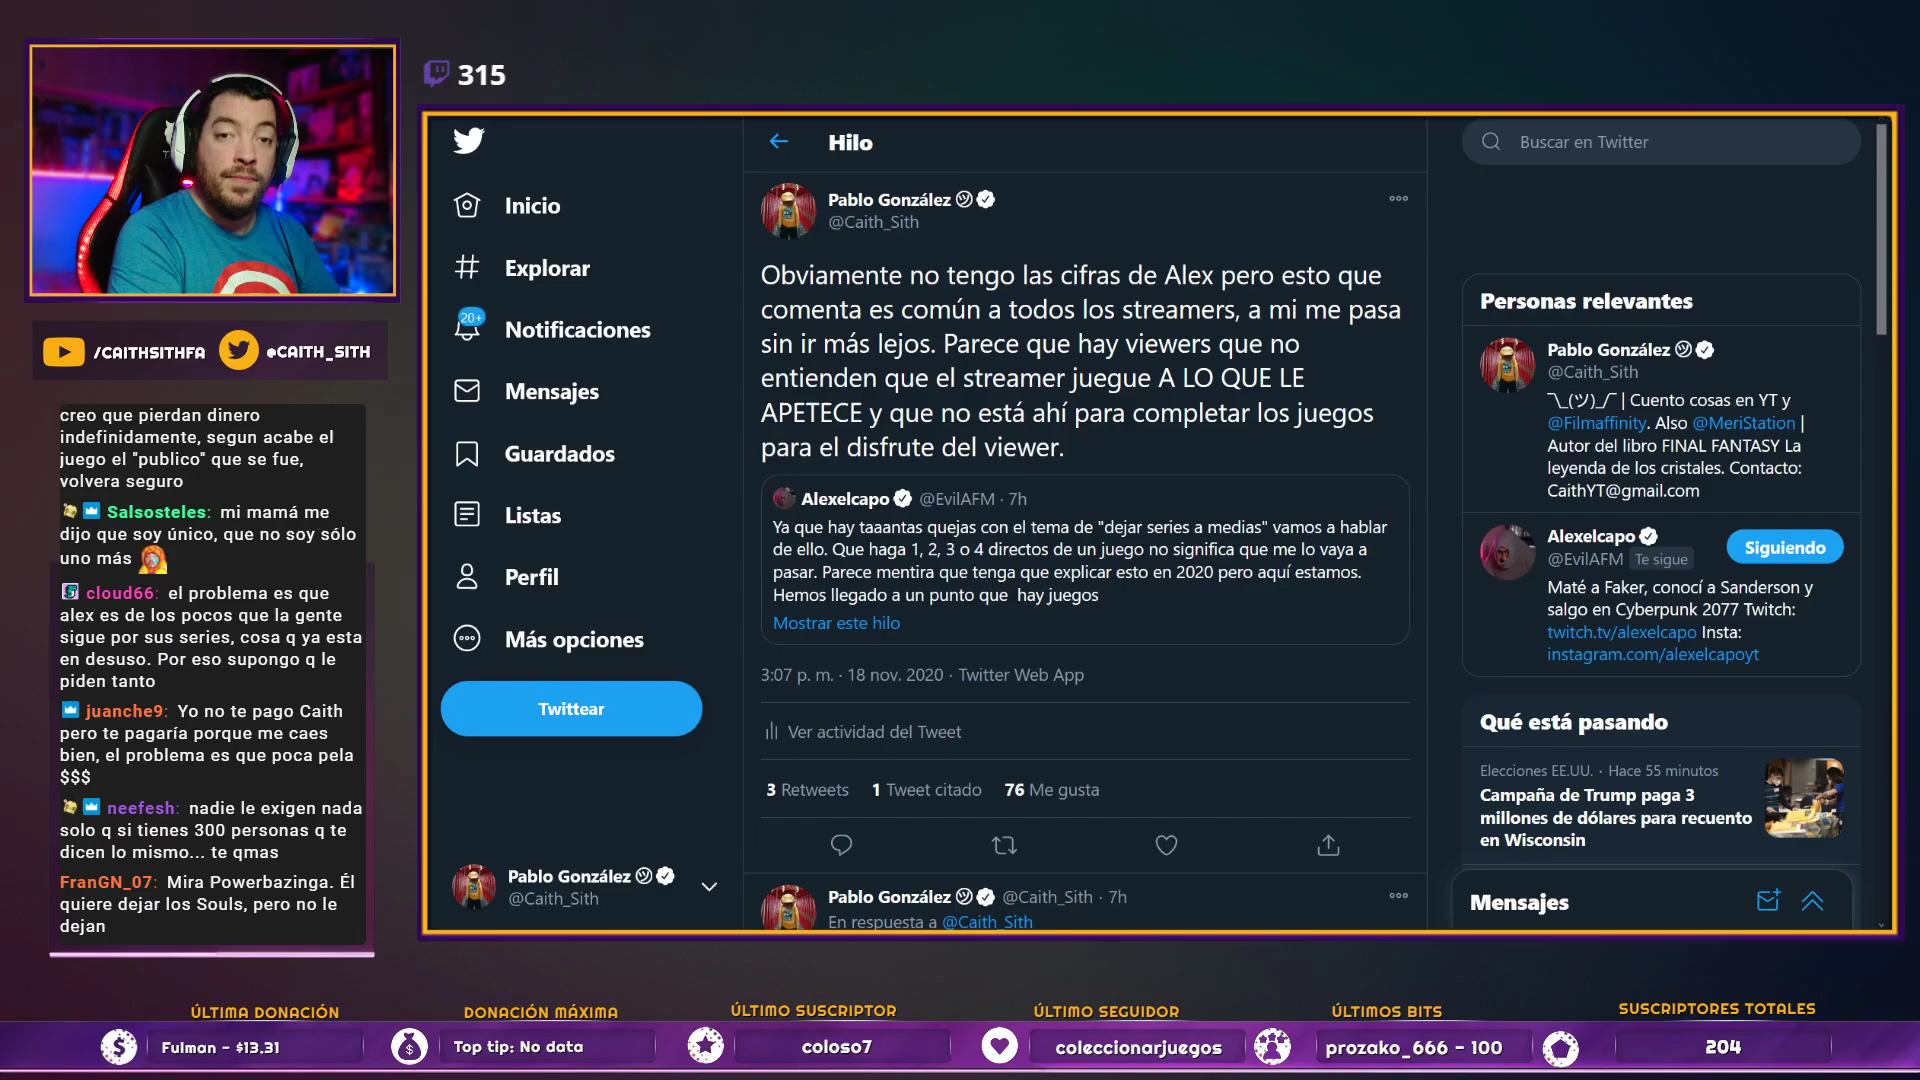 315
/CAITHSITHFA
@CAITH_SITH
creo que pierdan dinero
indefinidamente, segun acabe el
juego el "publico" que se fue,
volvera seguro
Salsosteles: mi mamá me
dijo que soy único, que no soy sólo
uno más
cloud66: el problema es que
alex es de los pocos que la gente
sigue por sus series, cosa q ya esta
en desuso. Por eso supongo q le
piden tanto
juanche9: Yo no te pago Caith
pero te pagaría porque me caes
bien, el problema es que poca pela
$$$
neefesh: nadie le exigen nada
solo q si tienes 300 personas q te
dicen lo mismo... te qmas
FranGN_07: Mira Powerbazinga. Él
quiere dejar los Souls, pero no le
dejan
Inicio
Explorar
20+
Notificaciones
Mensajes
Guardados
Listas
Perfil
Más opciones
Twittear
Pablo González
@Caith_Sith
Hilo
Pablo González
@Caith_Sith
Obviamente no tengo las cifras de Alex pero esto que
comenta es común a todos los streamers, a mi me pasa
sin ir más lejos. Parece que hay viewers que no
entienden que el streamer juegue A LO QUE LE
APETECE y que no está ahí para completar los juegos
para el disfrute del viewer.
Alexelcapo @EvilAFM · 7h
Ya que hay taaantas quejas con el tema de "dejar series a medias" vamos a hablar
de ello. Que haga 1, 2, 3 o 4 directos de un juego no significa que me lo vaya a
pasar. Parece mentira que tenga que explicar esto en 2020 pero aquí estamos.
Hemos llegado a un punto que hay juegos
Mostrar este hilo
3:07 p. m. · 18 nov. 2020 · Twitter Web App
Ver actividad del Tweet
3 Retweets 1 Tweet citado 76 Me gusta
Pablo González @Caith_Sith · 7h
En respuesta a @Caith_Sith
Buscar en Twitter
Personas relevantes
Pablo González
@Caith_Sith
¯\_(ツ)_/¯ | Cuento cosas en YT y
@Filmaffinity. Also @MeriStation |
Autor del libro FINAL FANTASY La
leyenda de los cristales. Contacto:
CaithYT@gmail.com
Alexelcapo
@EvilAFM Te sigue
Siguiendo
Maté a Faker, conocí a Sanderson y
salgo en Cyberpunk 2077 Twitch:
twitch.tv/alexelcapo Insta:
instagram.com/alexelcapoyt
Qué está pasando
Elecciones EE.UU. · Hace 55 minutos
Campaña de Trump paga 3
millones de dólares para recuento
en Wisconsin
Mensajes
ÚLTIMA DONACIÓN
Fulman - $13.31
DONACIÓN MÁXIMA
Top tip: No data
ÚLTIMO SUSCRIPTOR
coloso7
ÚLTIMO SEGUIDOR
coleccionarjuegos
ÚLTIMOS BITS
prozako_666 - 100
SUSCRIPTORES TOTALES
204